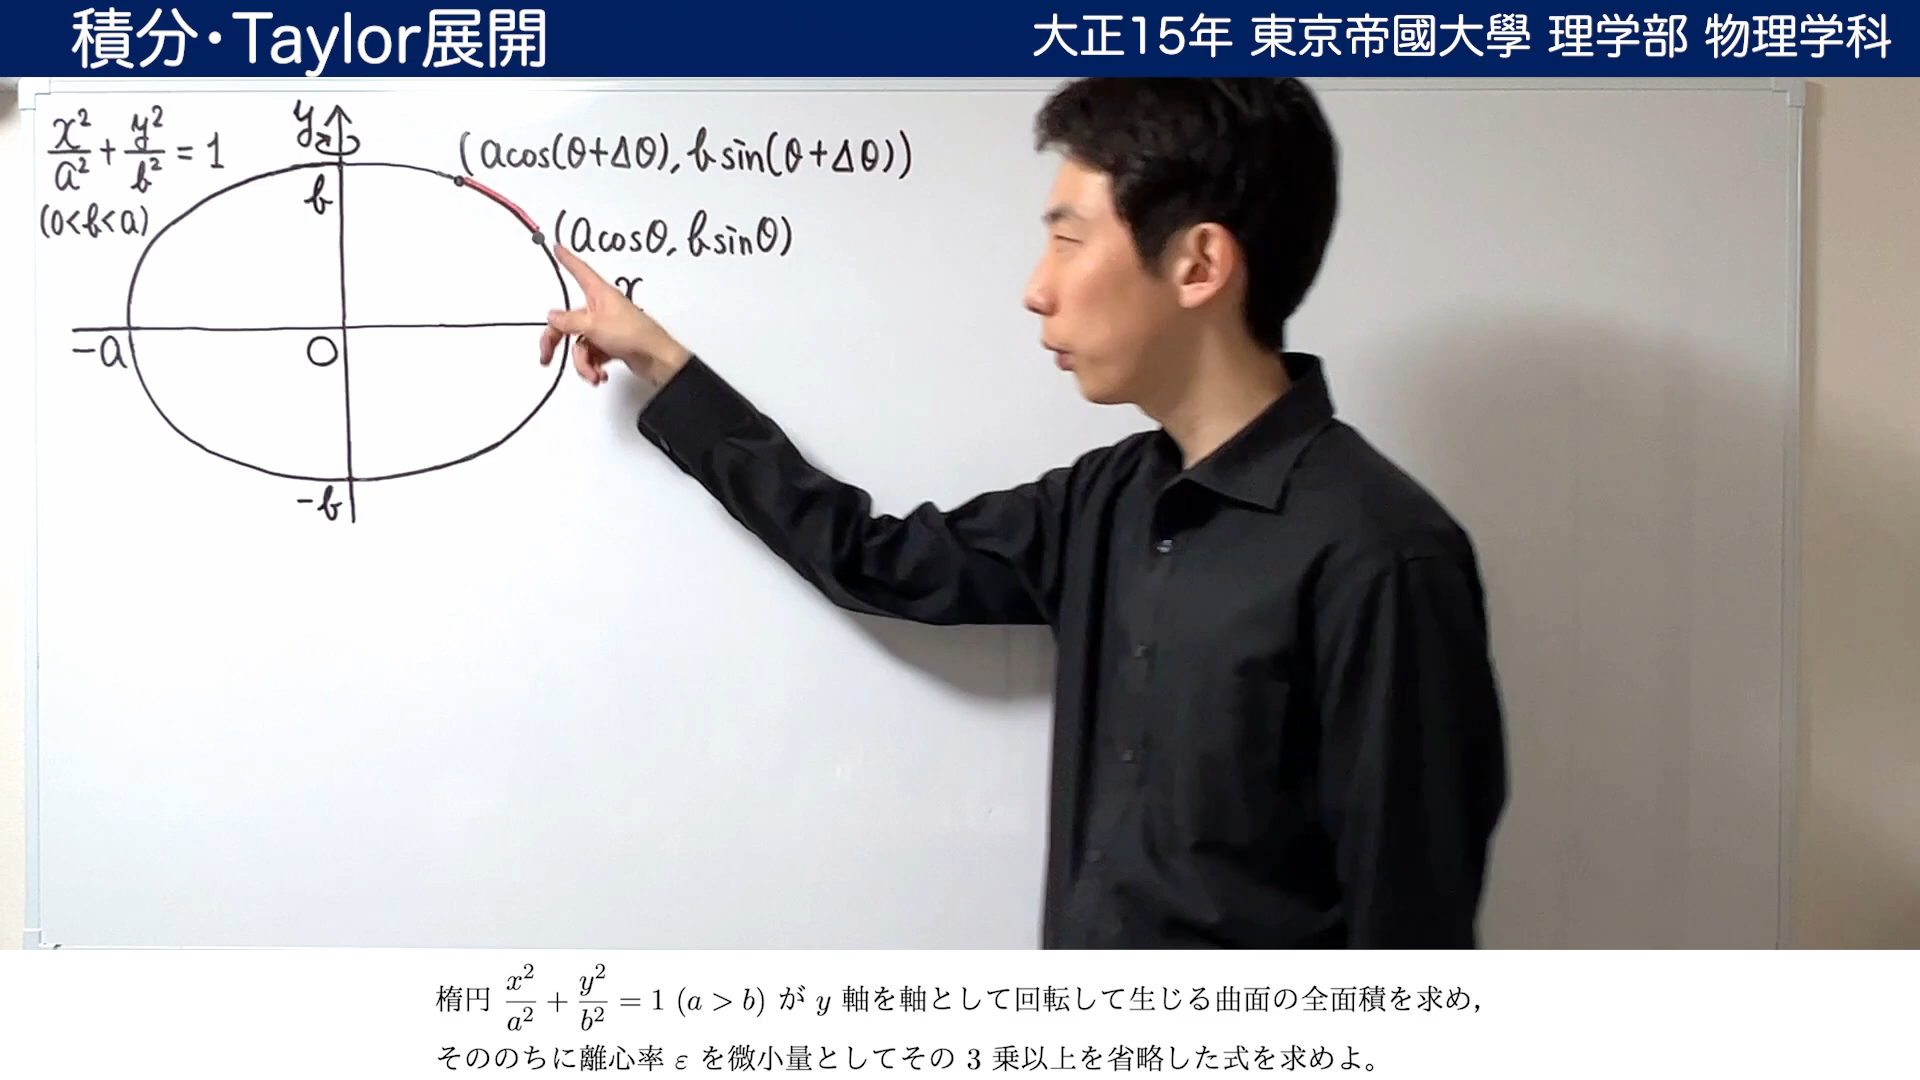 積分・Taylor展開
大正15年 東京帝國大學 理学部 物理学科
x²/a² + y²/b² = 1
(0<b<a)
y
b
(acos(θ+Δθ), bsin(θ+Δθ))
(acosθ, bsinθ)
x
-a
O
-b
楕円 x²/a² + y²/b² = 1 (a > b) が y 軸を軸として回転して生じる曲面の全面積を求め，
そののちに離心率 ε を微小量としてその 3 乗以上を省略した式を求めよ。